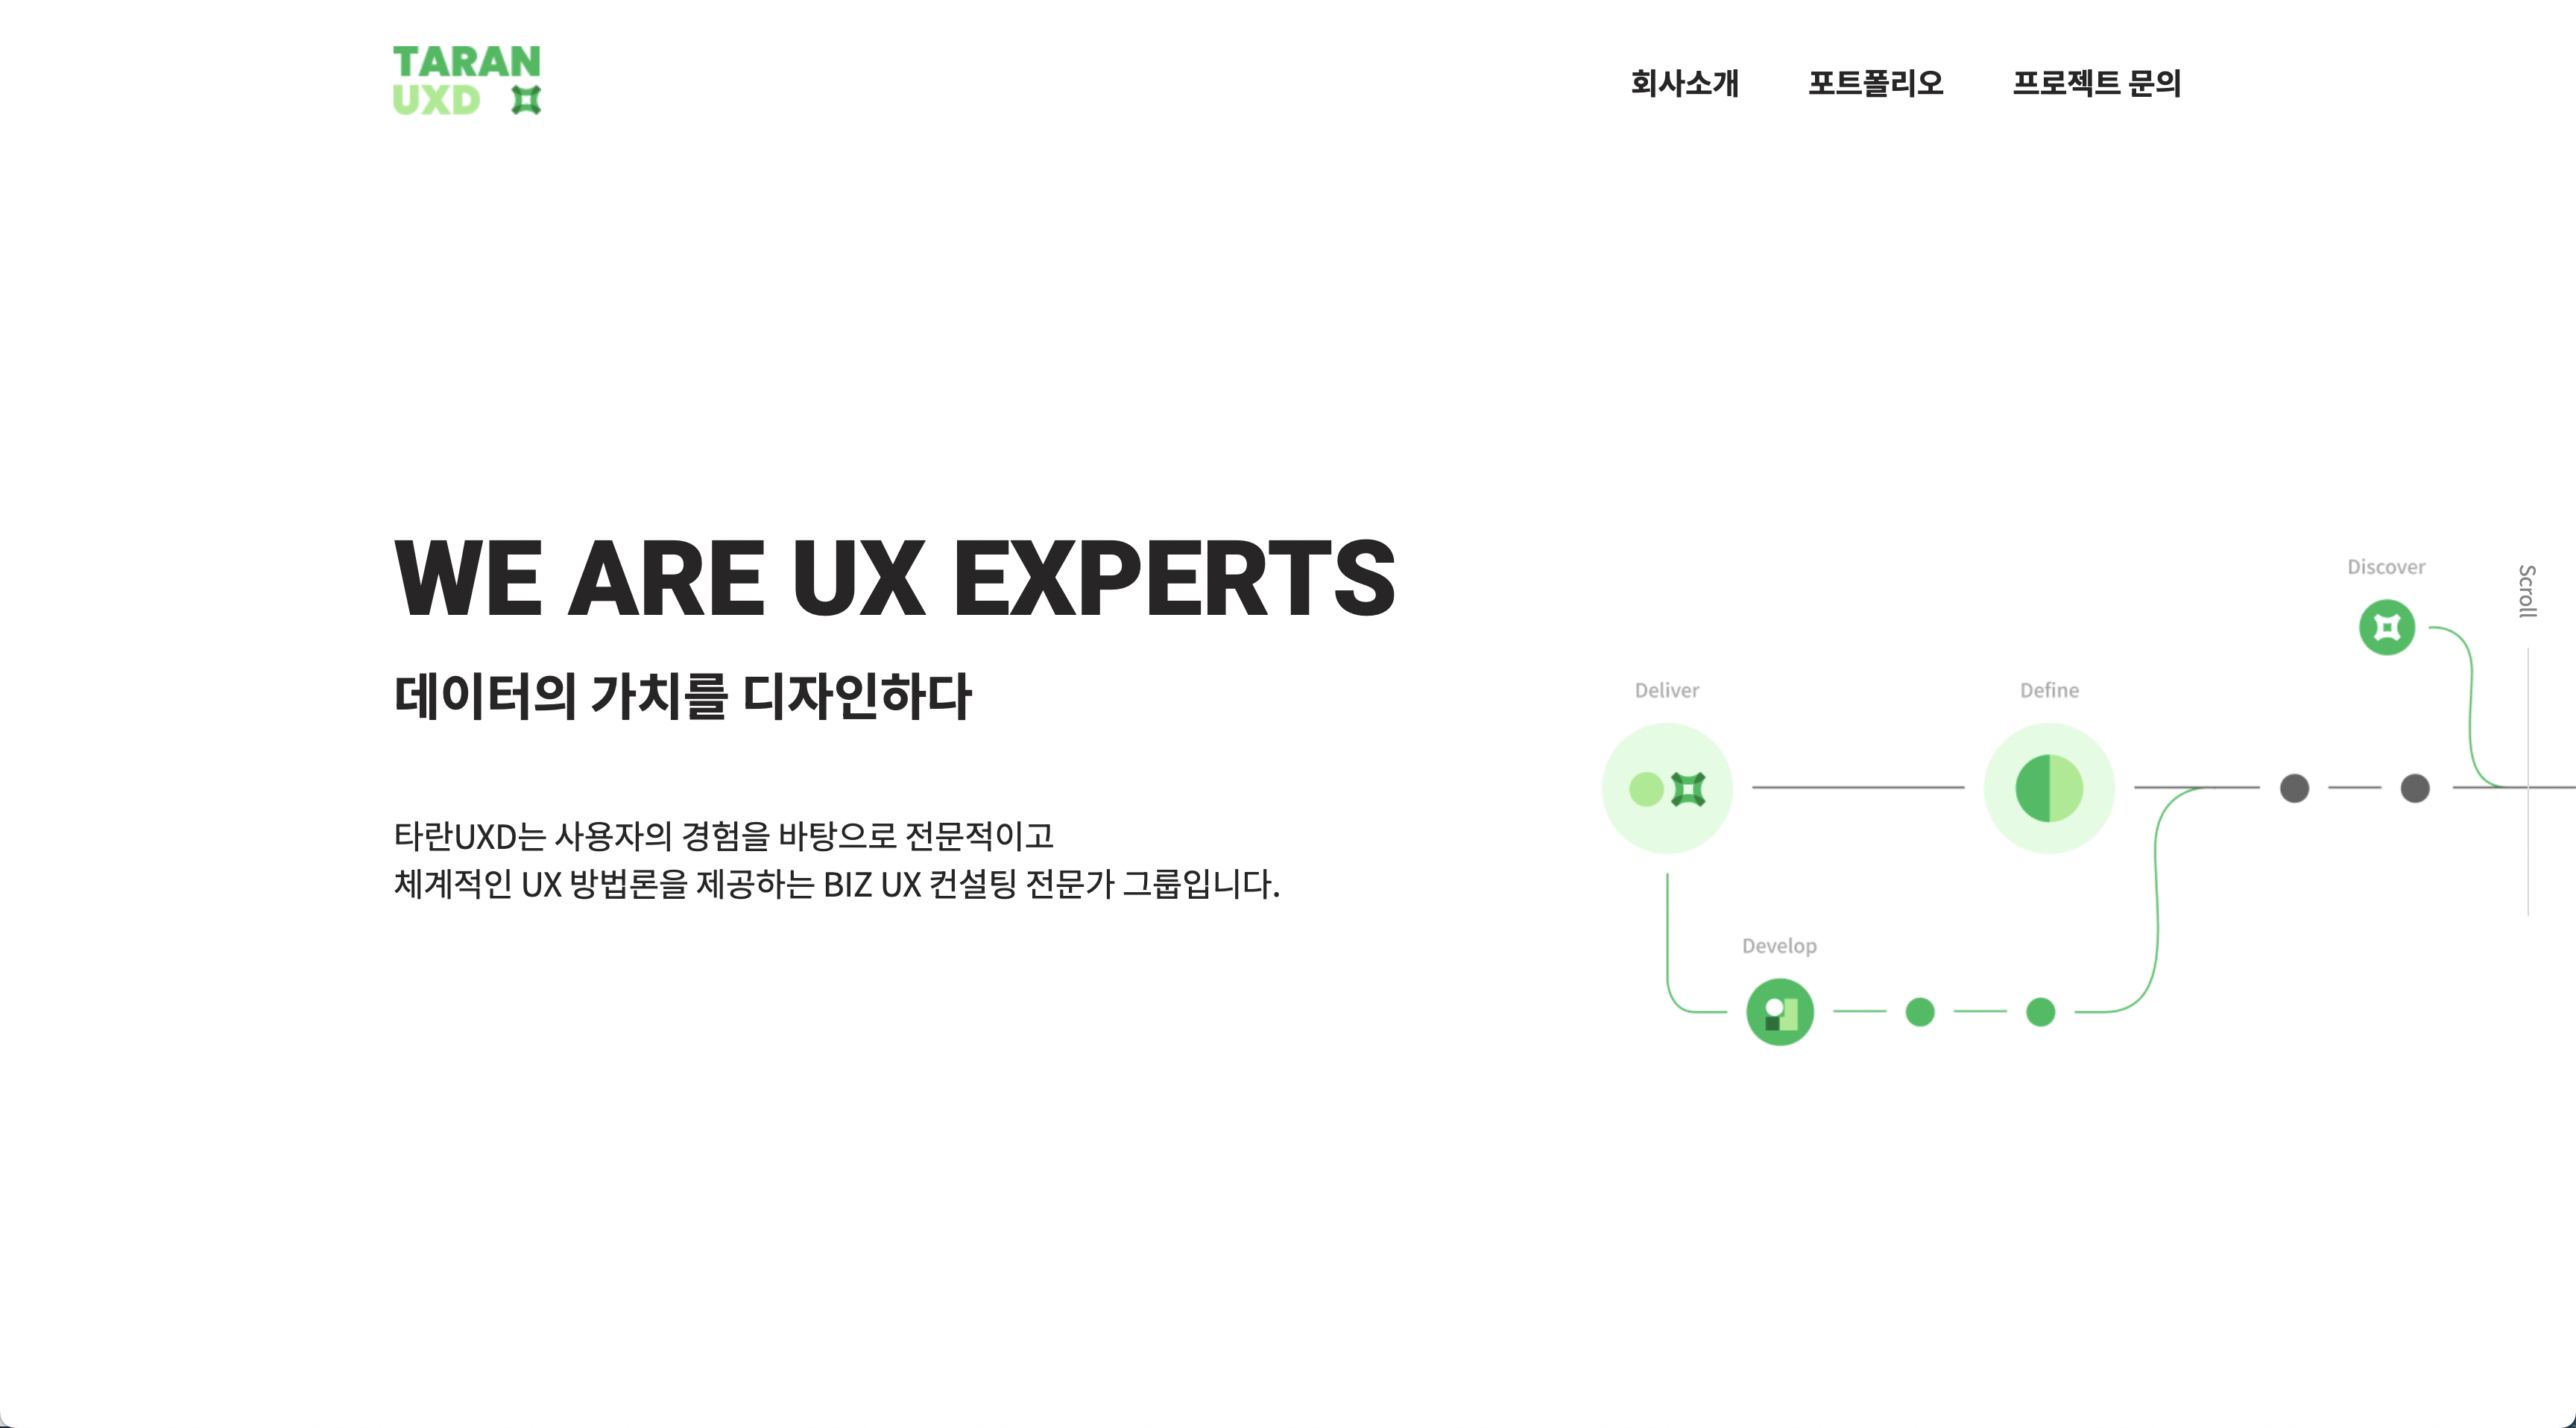 TARAN
UXD
회사소개
포트폴리오
프로젝트 문의
WE ARE UX EXPERTS
데이터의 가치를 디자인하다
타란UXD는 사용자의 경험을 바탕으로 전문적이고
체계적인 UX 방법론을 제공하는 BIZ UX 컨설팅 전문가 그룹입니다.
Discover
Scroll
Deliver
Define
Develop